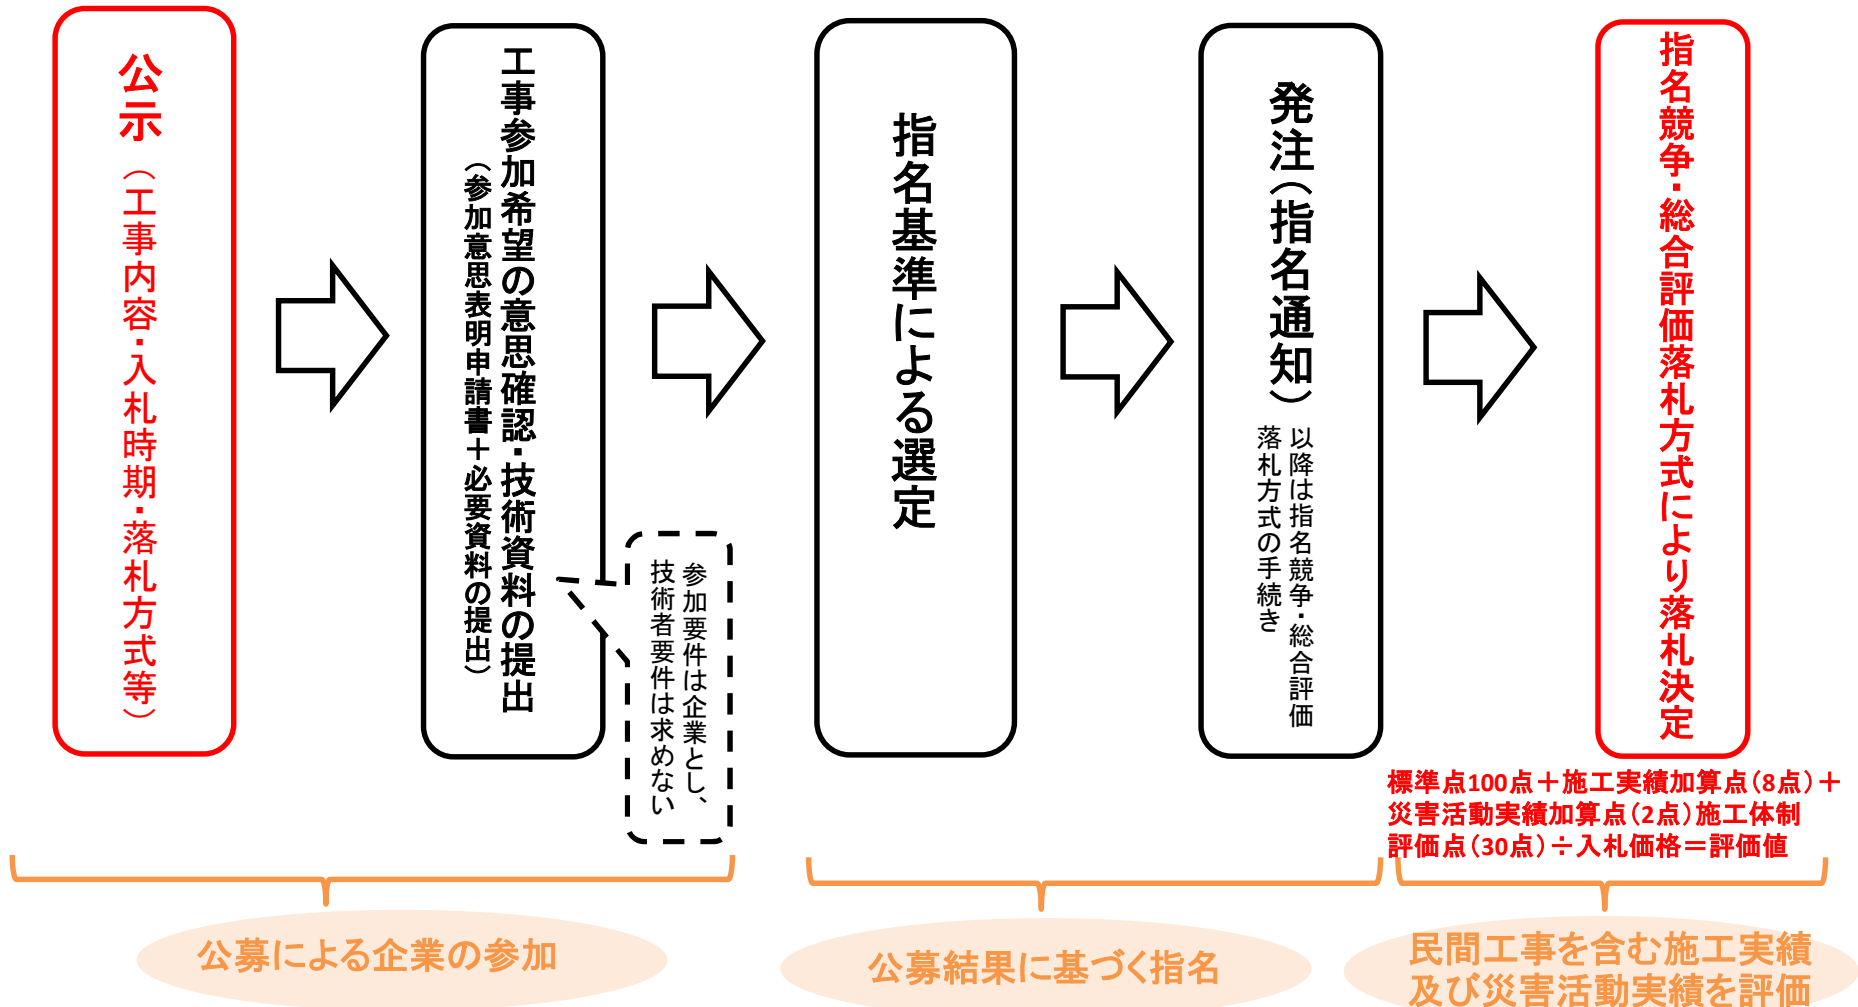 公示（工事内容・入札時期・落札方式等）
工事参加希望の意思確認・技術資料の提出
（参加意思表明申請書＋必要資料の提出）
参加要件は企業とし、
技術者要件は求めない
指名基準による選定
発注（指名通知）
以降は指名競争・総合評価
落札方式の手続き
指名競争・総合評価落札方式により落札決定
標準点100点＋施工実績加算点（8点）＋
災害活動実績加算点（2点）施工体制
評価点（30点）÷入札価格＝評価値
公募による企業の参加
公募結果に基づく指名
民間工事を含む施工実績
及び災害活動実績を評価